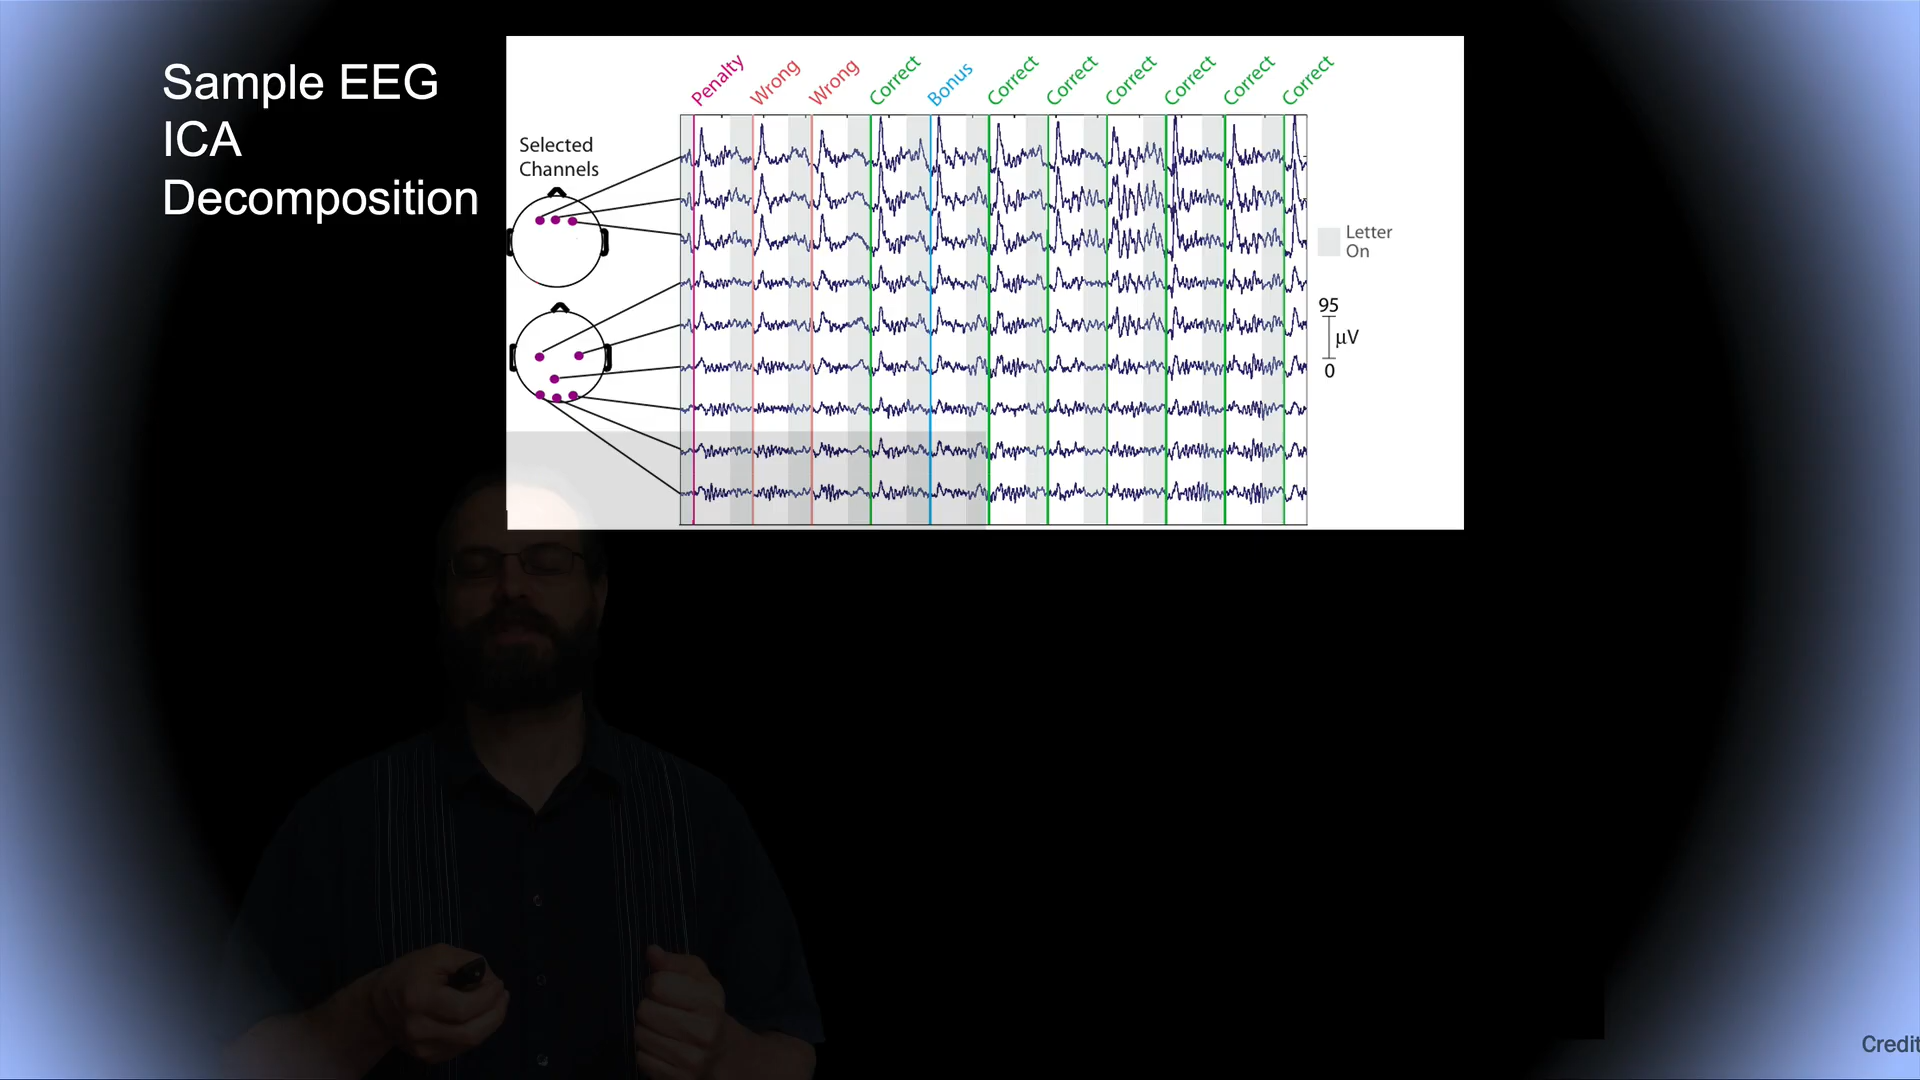 Sample EEG
ICA
Decomposition
Penalty
Wrong
Wrong
Correct
Bonus
Correct
Correct
Correct
Correct
Correct
Correct
Selected
Channels
Letter
On
95
µV
0
Credit